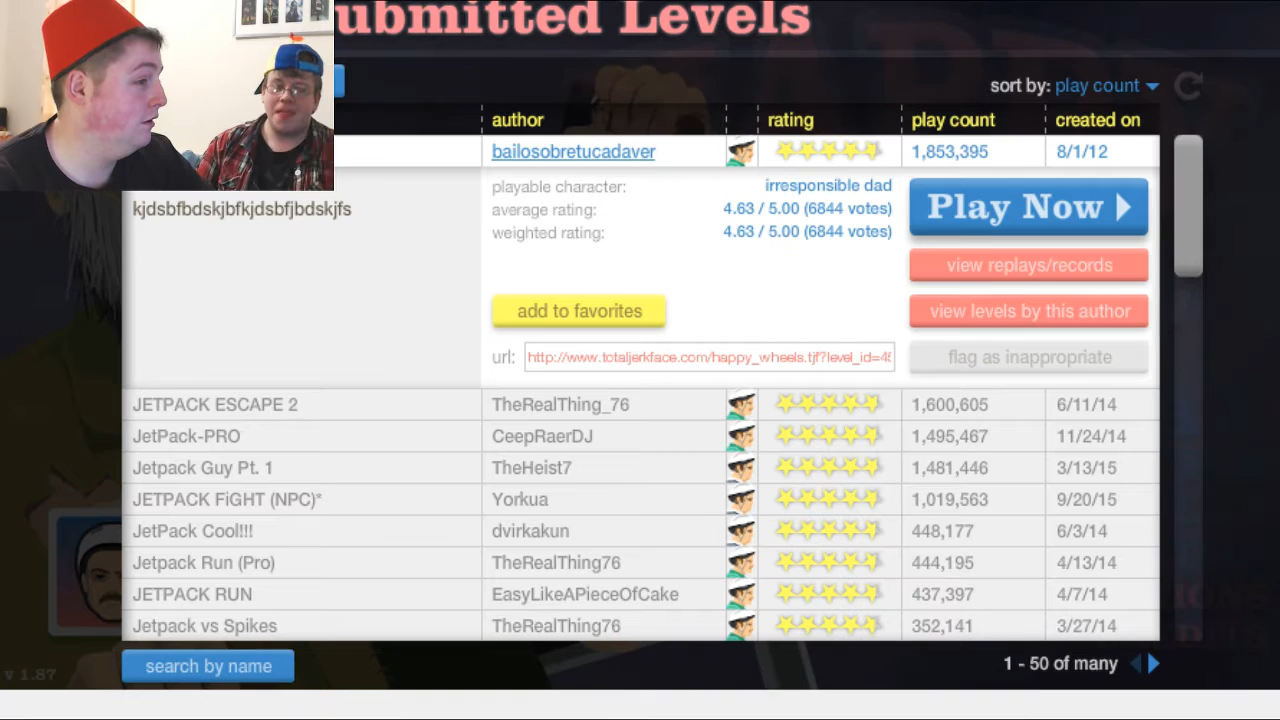 ubmitted Levels
sort by: play count
author rating play count created on
bailosobretucadaver 1,853,395 8/1/12
kjdsbfbdskjbfkjdsbfjbdskjfs
playable character: irresponsible dad
average rating: 4.63 / 5.00 (6844 votes)
weighted rating: 4.63 / 5.00 (6844 votes)
Play Now
view replays/records
add to favorites
view levels by this author
url: http://www.totaljerkface.com/happy_wheels.tjf?level_id=4
flag as inappropriate
JETPACK ESCAPE 2 TheRealThing_76 1,600,605 6/11/14
JetPack-PRO CeepRaerDJ 1,495,467 11/24/14
Jetpack Guy Pt. 1 TheHeist7 1,481,446 3/13/15
JETPACK FiGHT (NPC)* Yorkua 1,019,563 9/20/15
JetPack Cool!!! dvirkakun 448,177 6/3/14
Jetpack Run (Pro) TheRealThing76 444,195 4/13/14
JETPACK RUN EasyLikeAPieceOfCake 437,397 4/7/14
Jetpack vs Spikes TheRealThing76 352,141 3/27/14
search by name
1 - 50 of many
v 1.87